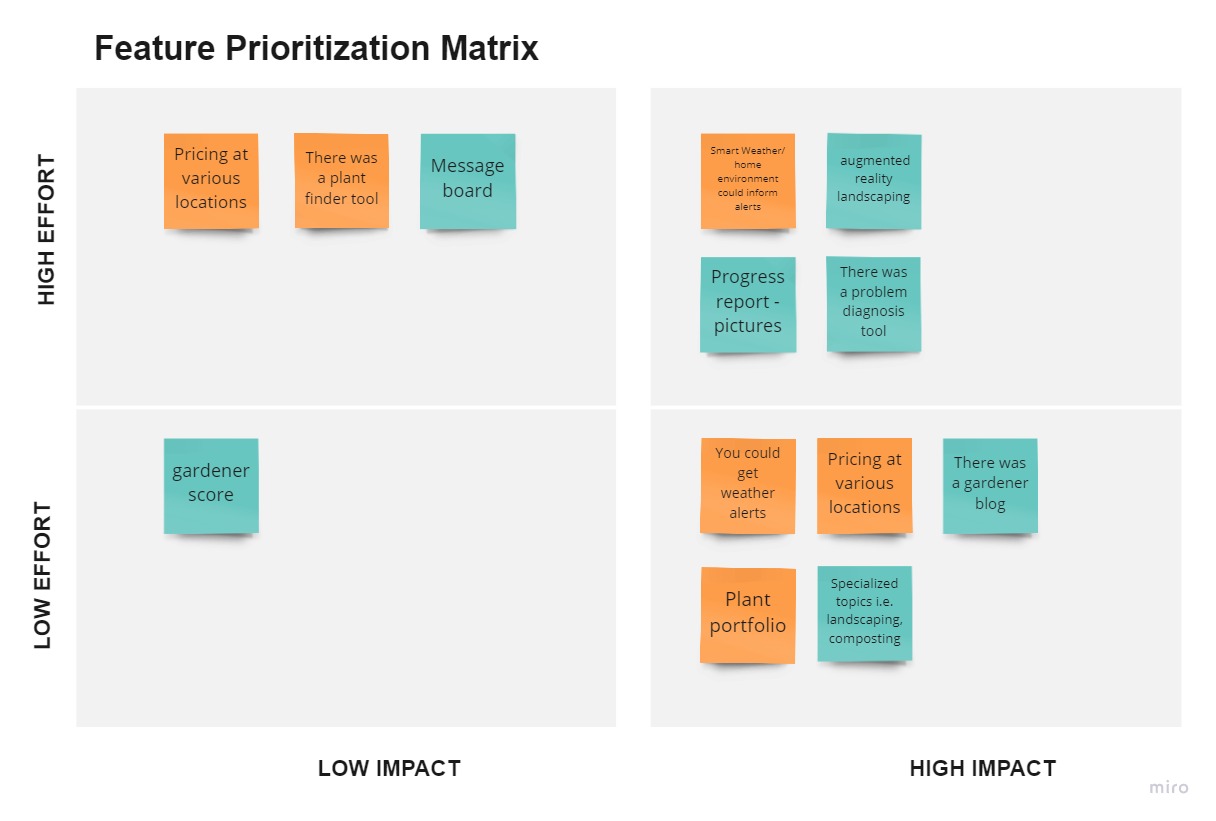 Feature Prioritization Matrix
HIGH EFFORT
Pricing at
various
locations
There was
a plant
finder tool
Message
board
Smart Weather/
home
environment
could inform
alerts
augmented
reality
landscaping
Progress
report -
pictures
There was
a problem
diagnosis
tool
LOW EFFORT
gardener
score
You could
get
weather
alerts
Pricing at
various
locations
There was
a gardener
blog
Plant
portfolio
Specialized
topics i.e.
landscaping,
composting
LOW IMPACT
HIGH IMPACT
miro